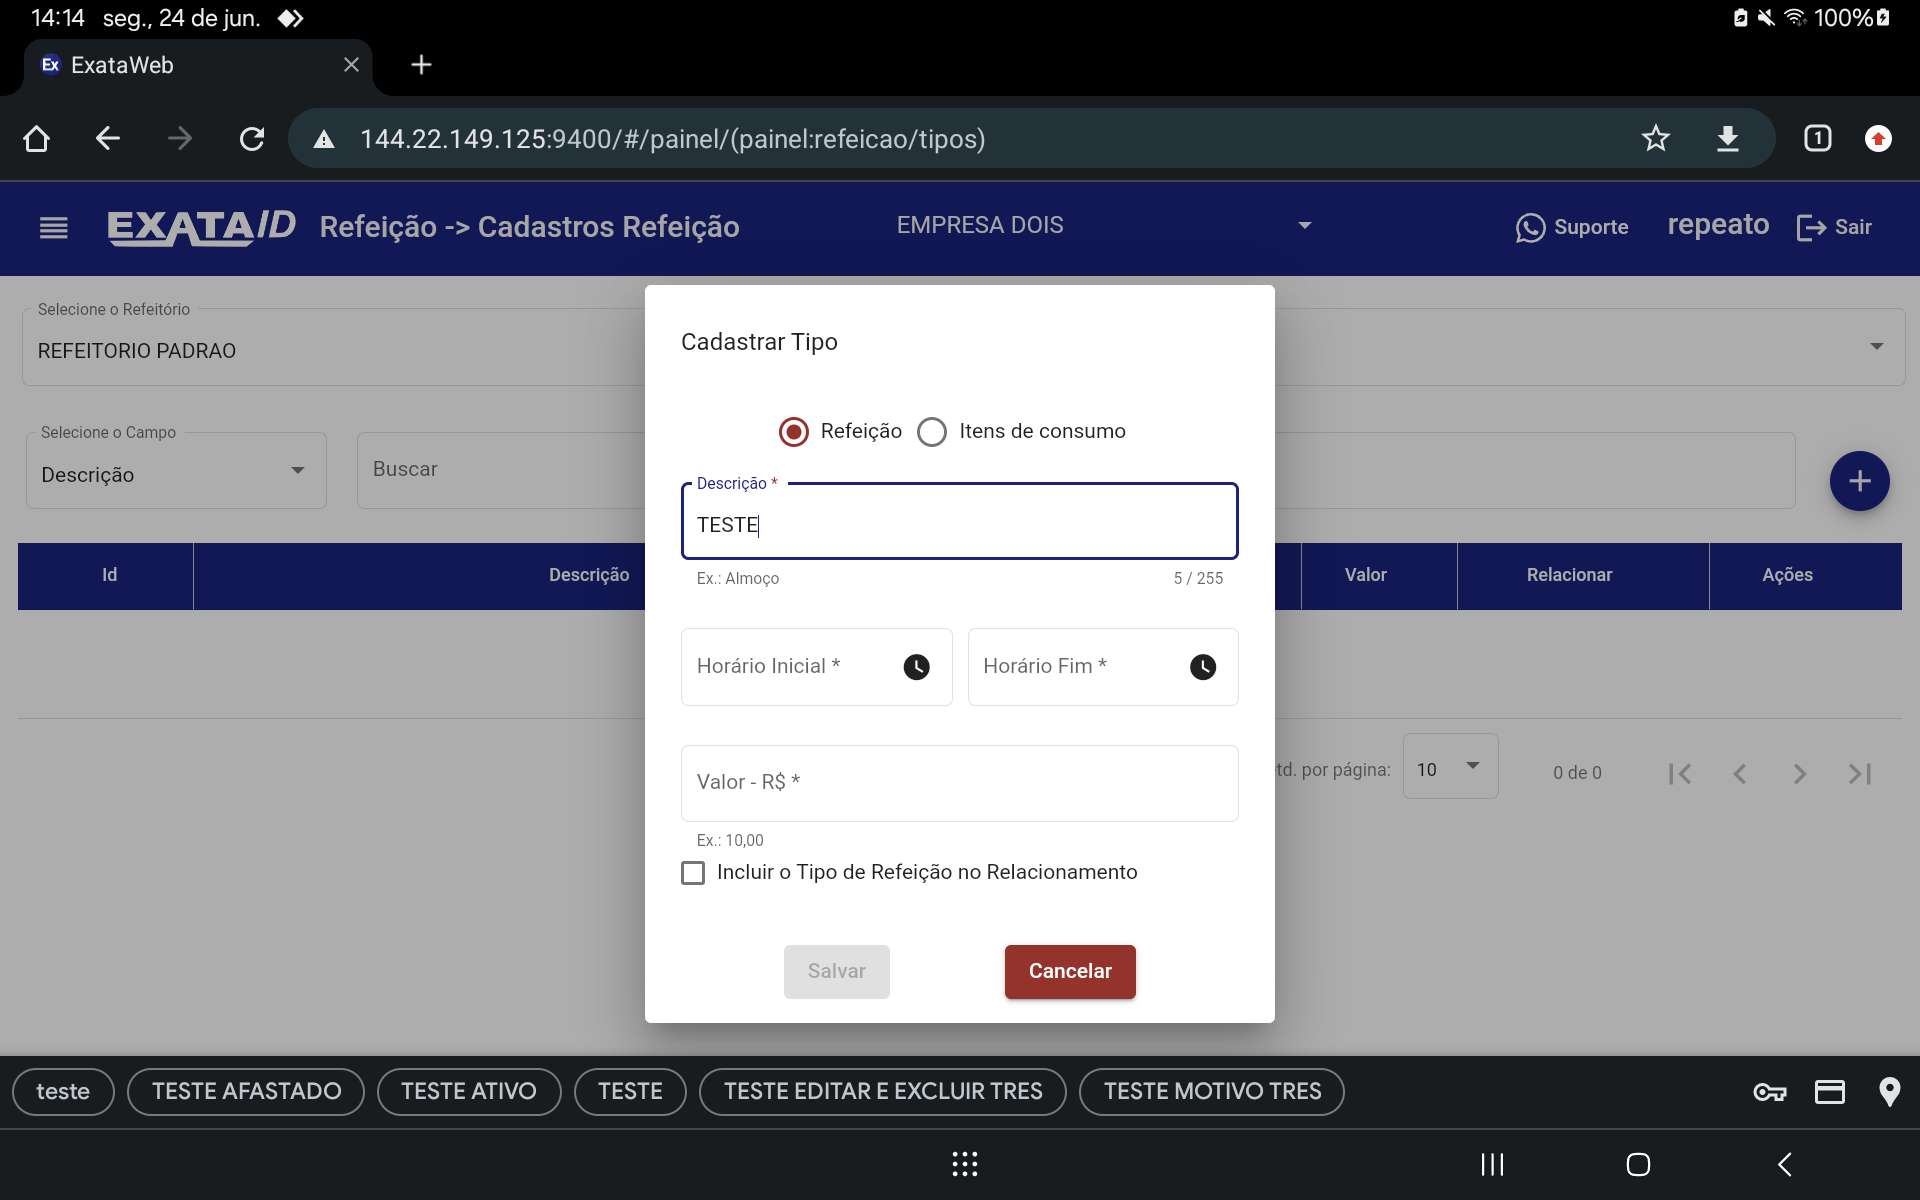 14:14 seg., 24 de jun.
100%
Ex ExataWeb
144.22.149.125:9400/#/painel/(painel:refeicao/tipos)
1
EXATAID Refeição -> Cadastros Refeição EMPRESA DOIS Suporte repeato Sair
Selecione o Refeitório
REFEITORIO PADRAO
Cadastrar Tipo
Refeição Itens de consumo
Selecione o Campo
Descrição
Buscar
Descrição *
TESTE
Ex.: Almoço 5 / 255
Id Descrição Valor Relacionar Ações
Horário Inicial * Horário Fim *
Valor - R$ *
Ex.: 10,00
td. por página: 10 0 de 0
Incluir o Tipo de Refeição no Relacionamento
Salvar Cancelar
teste TESTE AFASTADO TESTE ATIVO TESTE TESTE EDITAR E EXCLUIR TRES TESTE MOTIVO TRES